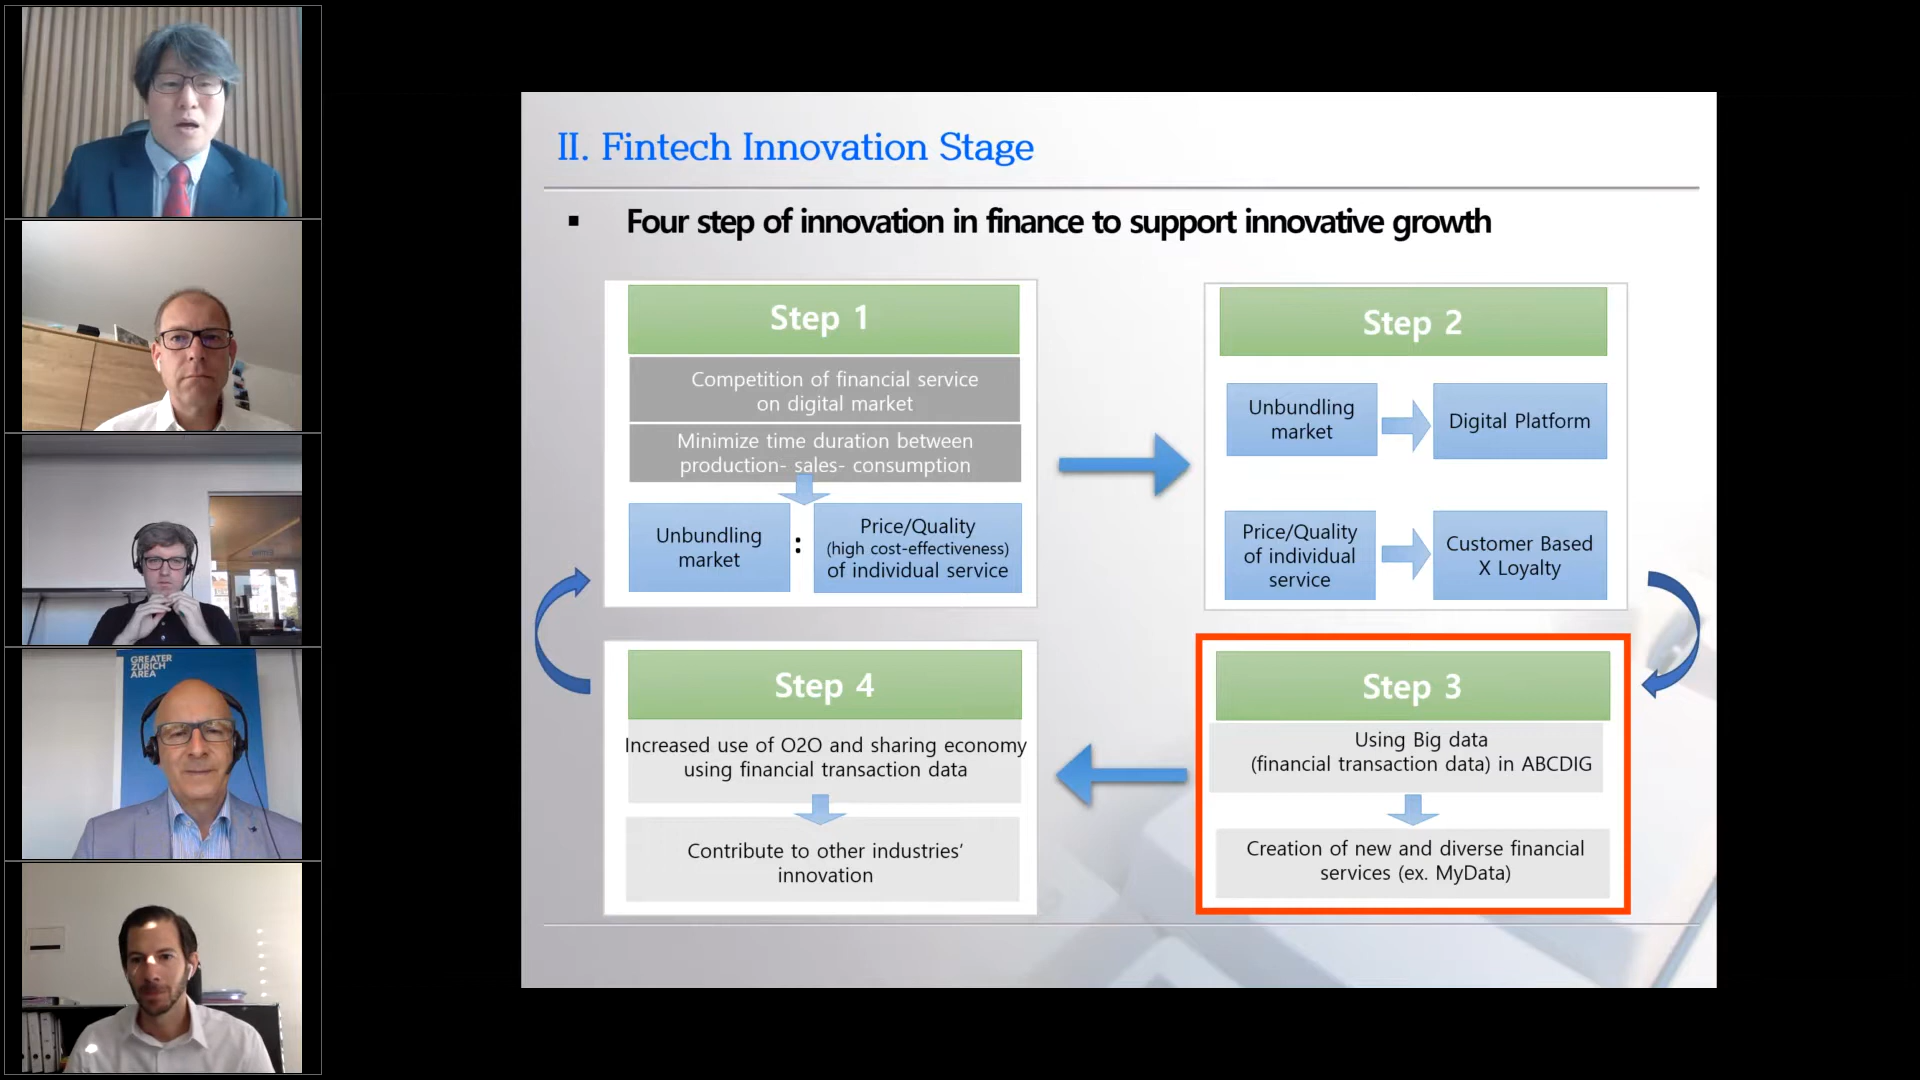 GREATER
ZURICH
AREA
II. Fintech Innovation Stage
▪ Four step of innovation in finance to support innovative growth
Step 1
Competition of financial service
on digital market
Minimize time duration between
production- sales- consumption
Unbundling
market
:
Price/Quality
(high cost-effectiveness)
of individual service
Step 2
Unbundling
market
Digital Platform
Price/Quality
of individual
service
Customer Based
X Loyalty
Step 3
Using Big data
(financial transaction data) in ABCDIG
Creation of new and diverse financial
services (ex. MyData)
Step 4
Increased use of O2O and sharing economy
using financial transaction data
Contribute to other industries’
innovation